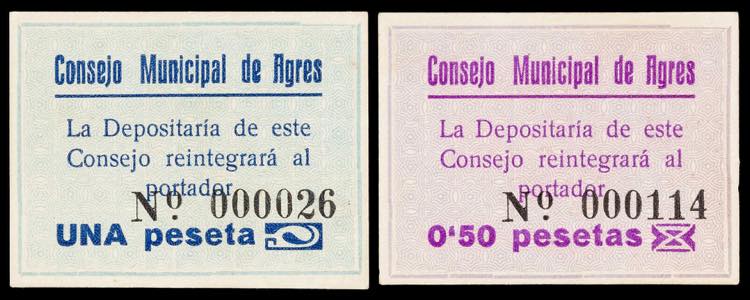 Consejo Municipal de Agres
La Depositaría de este
Consejo reintegrará al
portador
Nº 000026
UNA peseta
Consejo Municipal de Agres
La Depositaría de este
Consejo reintegrará al
portador
Nº 000114
0'50 pesetas